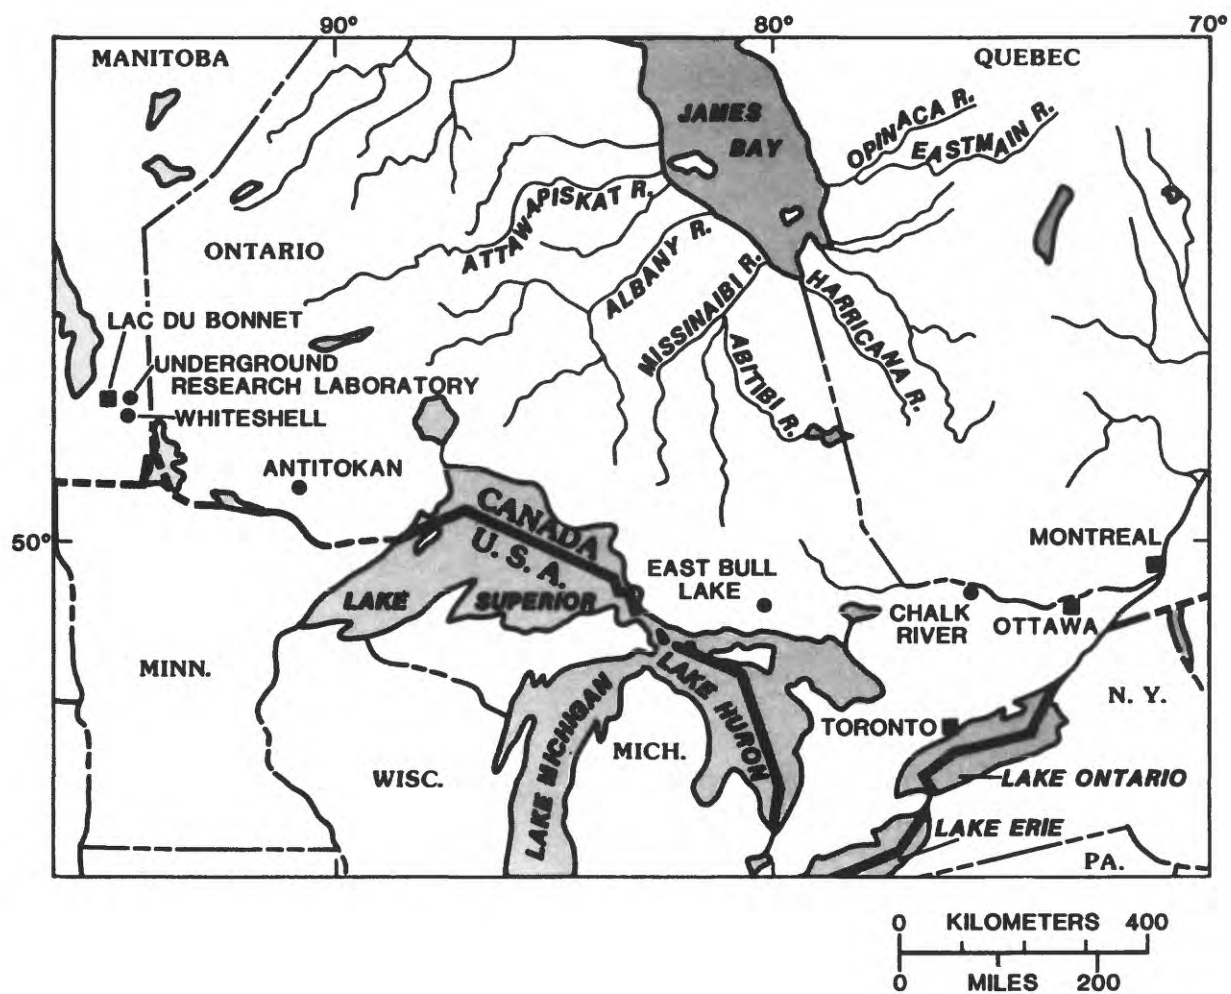 90°
80°
70°
MANITOBA
QUEBEC
JAMES
BAY
OPINACA R.
EASTMAIN R.
ATTAWAPISKAT R.
ONTARIO
ALBANY R.
MISSINAIBI R.
HARRICANA R.
ABITIBI R.
LAC DU BONNET
UNDERGROUND
RESEARCH LABORATORY
WHITESHELL
ANTITOKAN
CANADA
U. S. A.
50°
MONTREAL
EAST BULL
LAKE
LAKE SUPERIOR
CHALK
RIVER
OTTAWA
MINN.
LAKE HURON
LAKE MICHIGAN
N. Y.
TORONTO
MICH.
WISC.
LAKE ONTARIO
LAKE ERIE
PA.
0 KILOMETERS 400
0 MILES 200